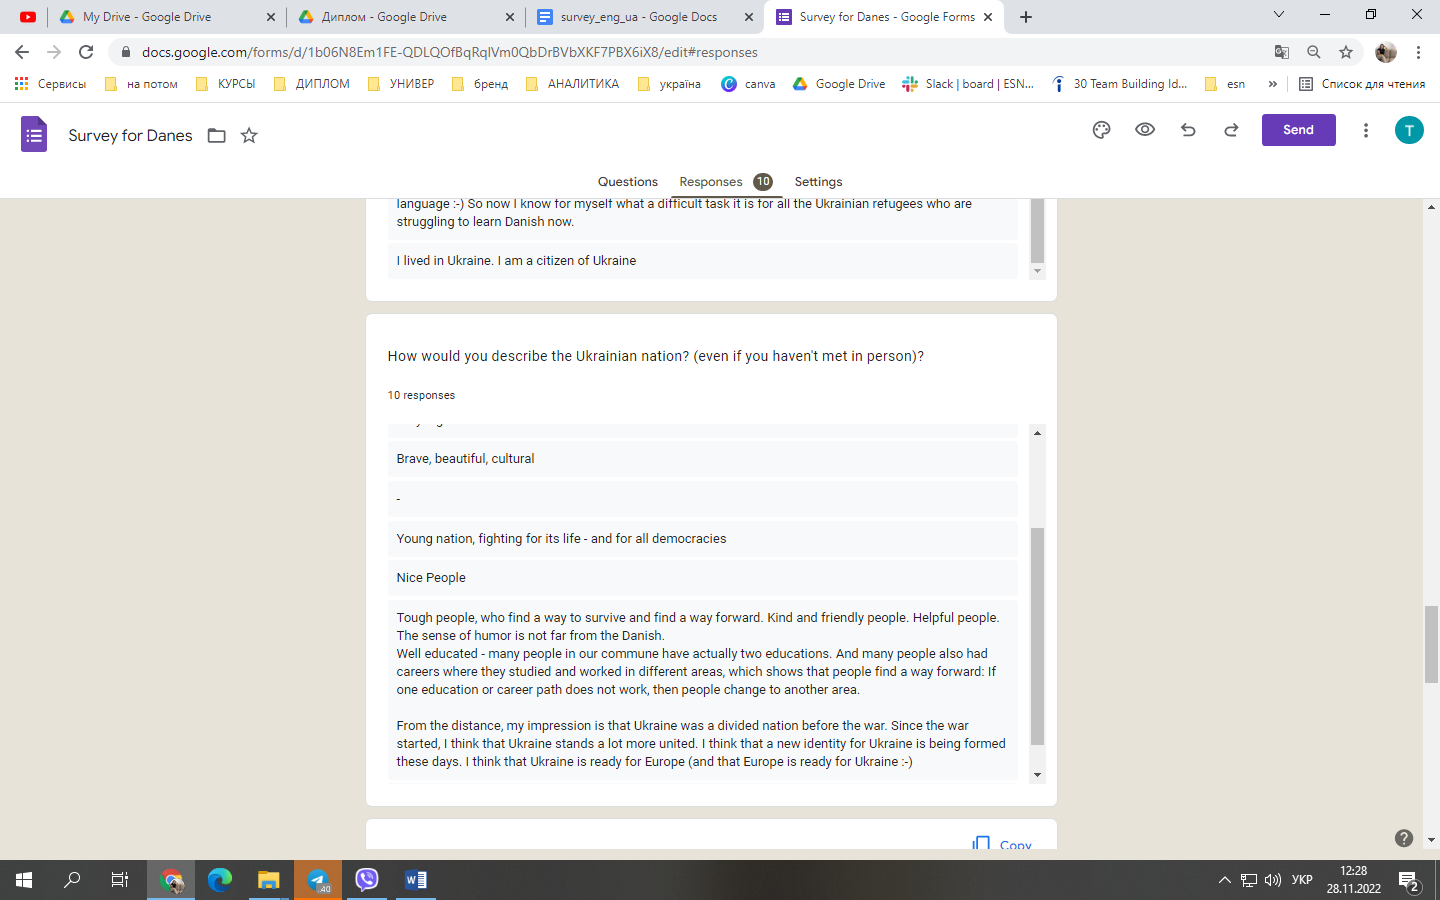 My Drive - Google Drive
Диплом - Google Drive
survey_eng_ua - Google Docs
Survey for Danes - Google Forms
docs.google.com/forms/d/1b06N8Em1FE-QDLQOfBqRqlVm0QbDrBVbXKF7PBX6iX8/edit#responses
Сервисы
на потом
КУРСЫ
ДИПЛОМ
УНИВЕР
бренд
АНАЛИТИКА
україна
canva
Google Drive
Slack | board | ESN...
30 Team Building Id...
esn
»
Список для чтения
Survey for Danes
Send
T
Questions
Responses 10
Settings
language :-) So now I know for myself what a difficult task it is for all the Ukrainian refugees who are
struggling to learn Danish now.
I lived in Ukraine. I am a citizen of Ukraine
How would you describe the Ukrainian nation? (even if you haven't met in person)?
10 responses
Brave, beautiful, cultural
-
Young nation, fighting for its life - and for all democracies
Nice People
Tough people, who find a way to survive and find a way forward. Kind and friendly people. Helpful people.
The sense of humor is not far from the Danish.
Well educated - many people in our commune have actually two educations. And many people also had
careers where they studied and worked in different areas, which shows that people find a way forward: If
one education or career path does not work, then people change to another area.
From the distance, my impression is that Ukraine was a divided nation before the war. Since the war
started, I think that Ukraine stands a lot more united. I think that a new identity for Ukraine is being formed
these days. I think that Ukraine is ready for Europe (and that Europe is ready for Ukraine :-)
Copy
40
УКР
12:28
28.11.2022
2